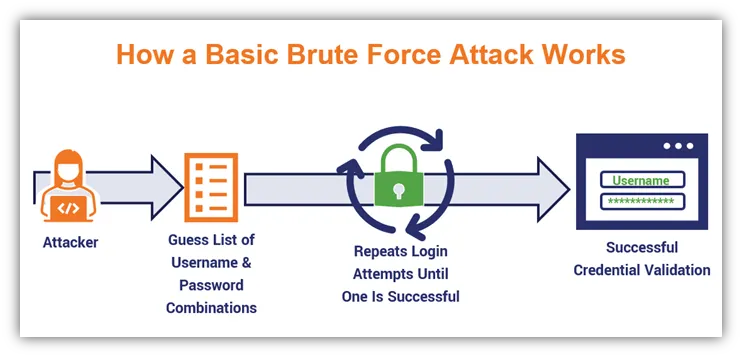 How a Basic Brute Force Attack Works
</>
Attacker
Guess List of
Username &
Password
Combinations
Repeats Login
Attempts Until
One Is Successful
Username
************
Successful
Credential Validation